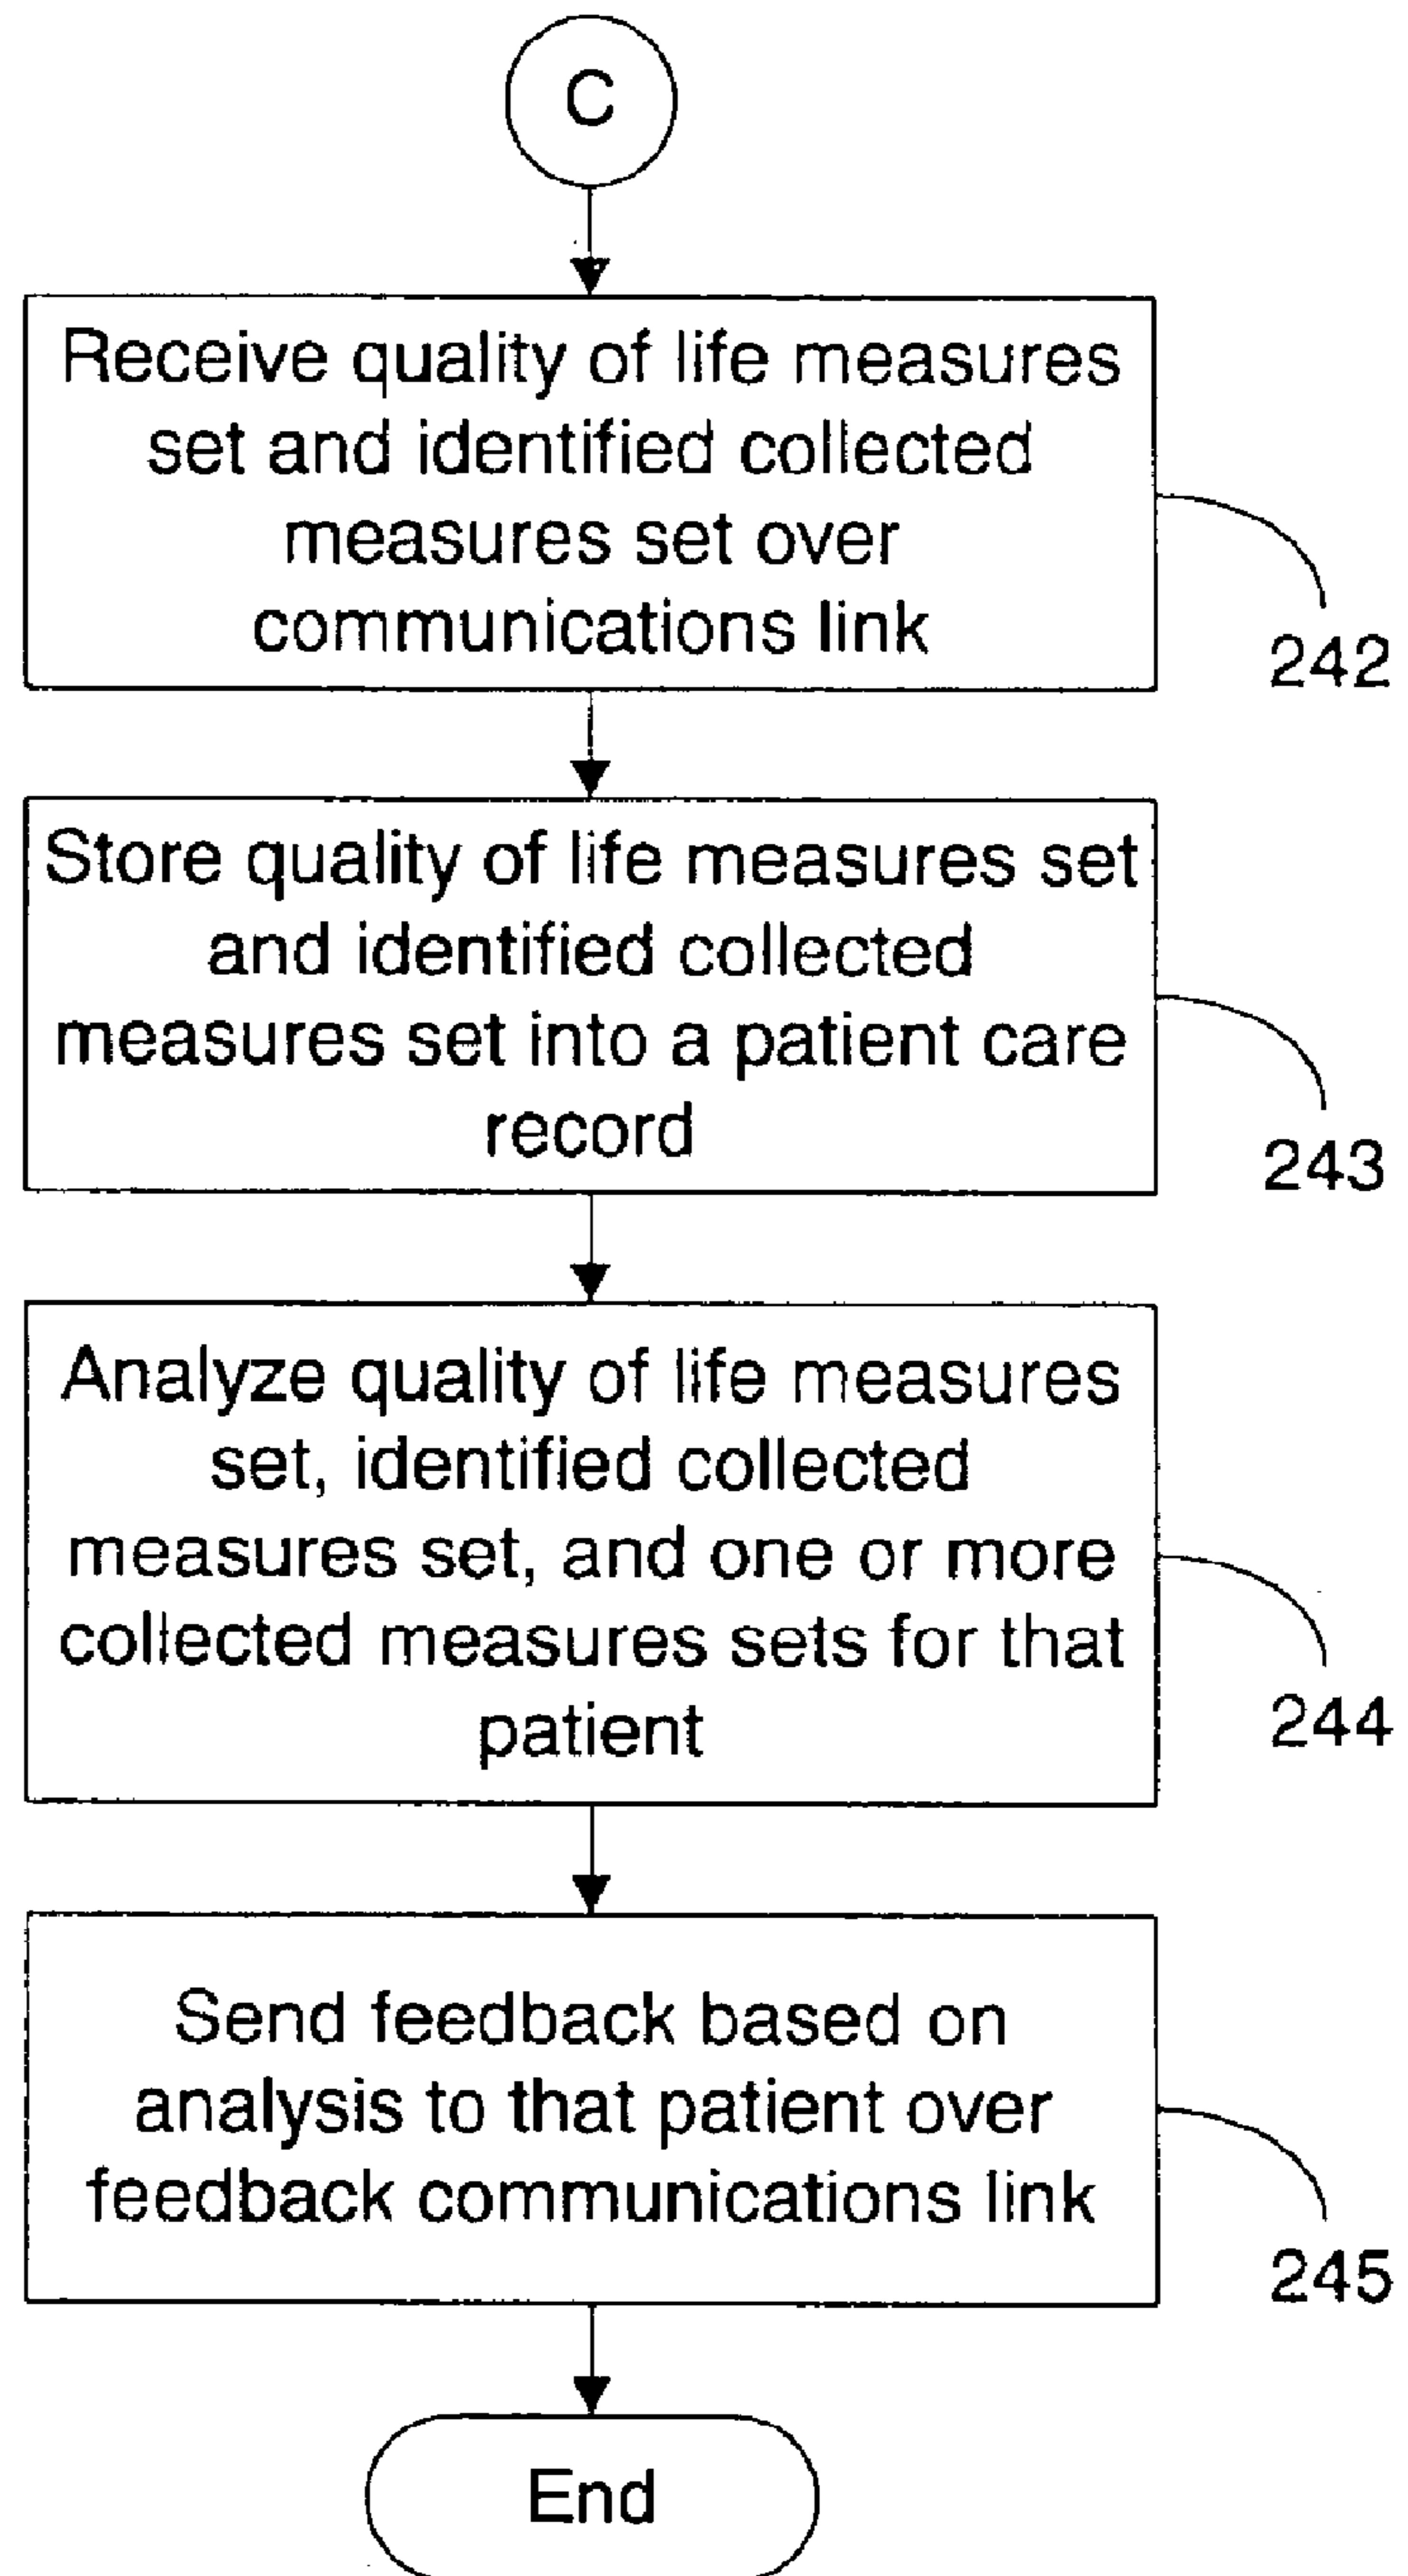 C
Receive quality of life measures
set and identified collected
measures set over
communications link
242
Store quality of life measures set
and identified collected
measures set into a patient care
record
243
Analyze quality of life measures
set, identified collected
measures set, and one or more
collected measures sets for that
patient
244
Send feedback based on
analysis to that patient over
feedback communications link
245
End